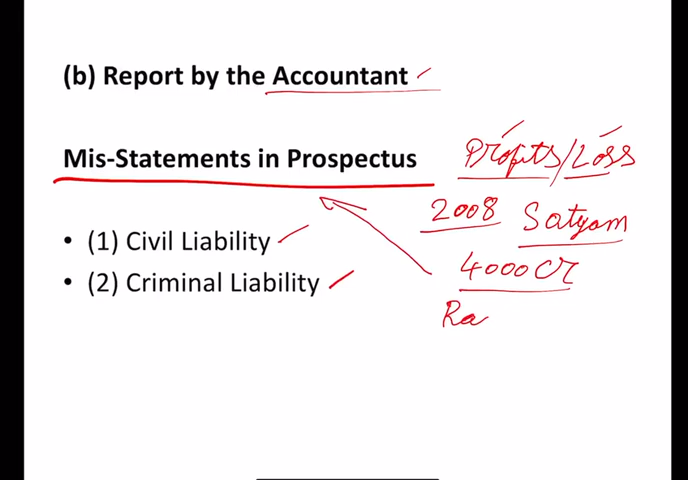 (b) Report by the Accountant
Mis-Statements in Prospectus
Profits/Loss
2008 Satyam
• (1) Civil Liability
4000 Cr
• (2) Criminal Liability
Ra